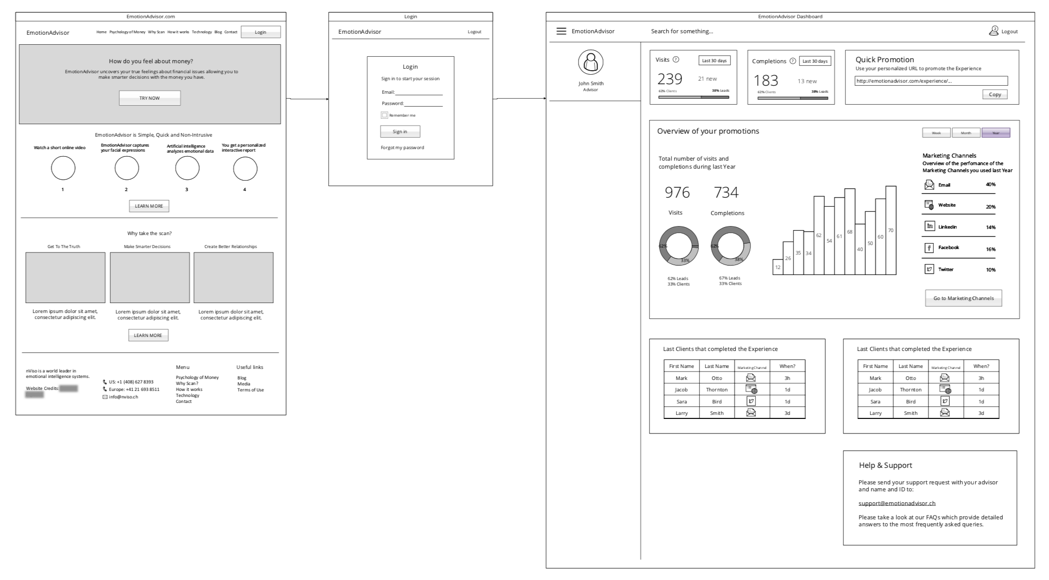 EmotionAdvisor.com
EmotionAdvisor
Home Psychology of Money Why Scan How it works Technology Blog Contact
Login
How do you feel about money?
EmotionAdvisor uncovers your true feelings about financial issues allowing you to
make smarter decisions with the money you have.
TRY NOW
EmotionAdvisor is Simple, Quick and Non-Intrusive
Watch a short online video
EmotionAdvisor captures
your facial expressions
Artificial intelligence
analyzes emotional data
You get a personalized
interactive report
1 2 3 4
LEARN MORE
Why take the scan?
Get To The Truth
Make Smarter Decisions
Create Better Relationships
Lorem ipsum dolor sit amet,
consectetur adipiscing elit.
Lorem ipsum dolor sit amet,
consectetur adipiscing elit.
Lorem ipsum dolor sit amet,
consectetur adipiscing elit.
LEARN MORE
nViso is a world leader in
emotional intelligence systems.
Website Credits:
US: +1 (408) 627 8393
Europe: +41 21 693 8511
info@nviso.ch
Menu
Psychology of Money
Why Scan?
How it works
Technology
Contact
Useful links
Blog
Media
Terms of Use
Login
EmotionAdvisor
Logout
Login
Sign in to start your session
Email:
Password:
Remember me
Sign in
Forgot my password
EmotionAdvisor Dashboard
EmotionAdvisor
Search for something...
Logout
John Smith
Advisor
Visits ?
Last 30 days
239
21 new
38% Leads
Completions ?
Last 30 days
183
13 new
38% Leads
Quick Promotion
Use your personalized URL to promote the Experience
http://emotionadvisor.com/experience/...
Copy
Overview of your promotions
Week
Month
Year
Total number of visits and
completions during last Year
976
734
Visits
Completions
62% Leads
33% Clients
67% Leads
33% Clients
12 26 35 34 62 54 61 68 40 50 60 70
Marketing Channels
Overview of the perfomance of the
Marketing Channels you used last Year
Email 40%
Website 20%
Linkedin 14%
Facebook 16%
Twitter 10%
Go to Marketing Channels
Last Clients that completed the Experience
First Name Last Name Marketing Channel When?
Mark Otto 3h
Jacob Thornton 1d
Sara Bird 1d
Larry Smith 3d
Last Clients that completed the Experience
First Name Last Name Marketing Channel When?
Mark Otto 3h
Jacob Thornton 1d
Sara Bird 1d
Larry Smith 3d
Help & Support
Please send your support request with your advisor
and name and ID to:
support@emotionadvisor.ch
Please take a look at our FAQs which provide detailed
answers to the most frequently asked queries.